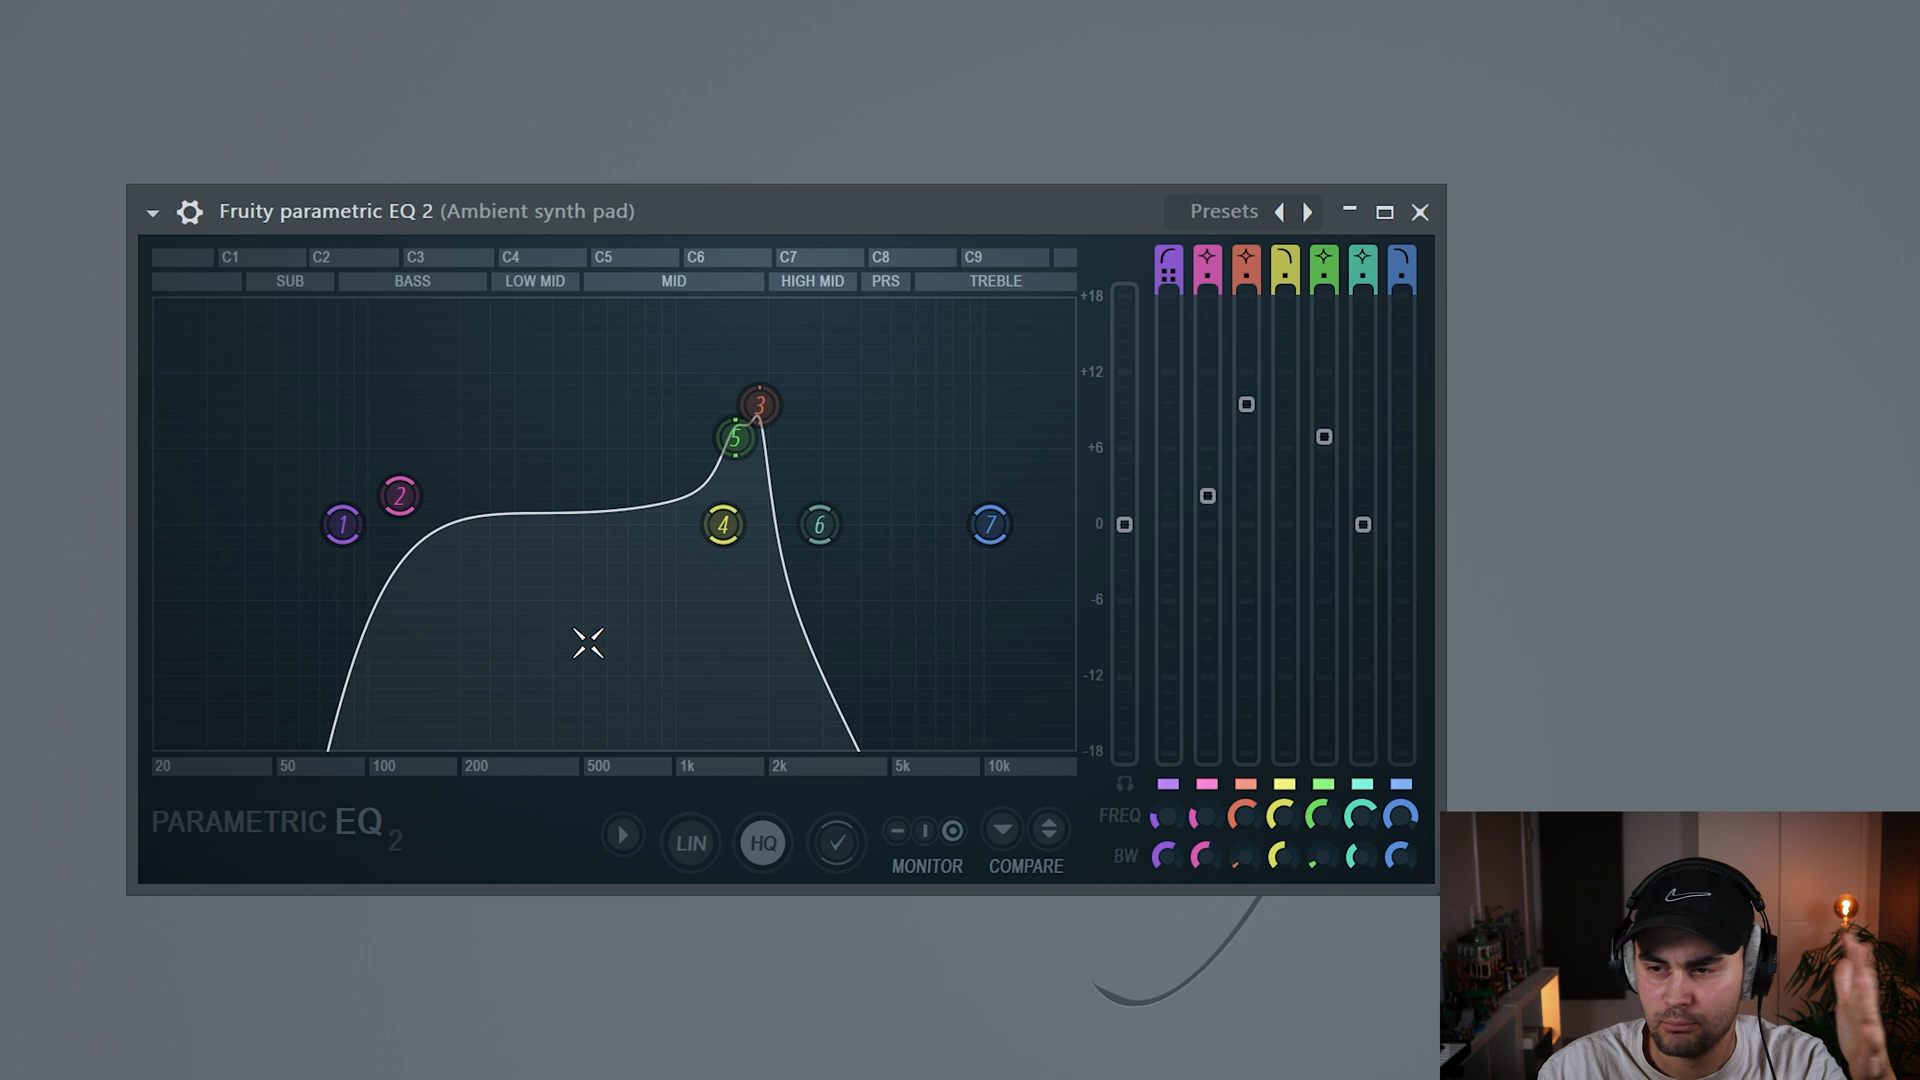 Fruity parametric EQ 2 (Ambient synth pad)
Presets
C1 C2 C3 C4 C5 C6 C7 C8 C9
SUB BASS LOW MID MID HIGH MID PRS TREBLE
+18
+12
+6
0
-6
-12
-18
3
5
2
1 4 6 7
20 50 100 200 500 1k 2k 5k 10k
PARAMETRIC EQ 2
LIN HQ
MONITOR COMPARE
FREQ
BW